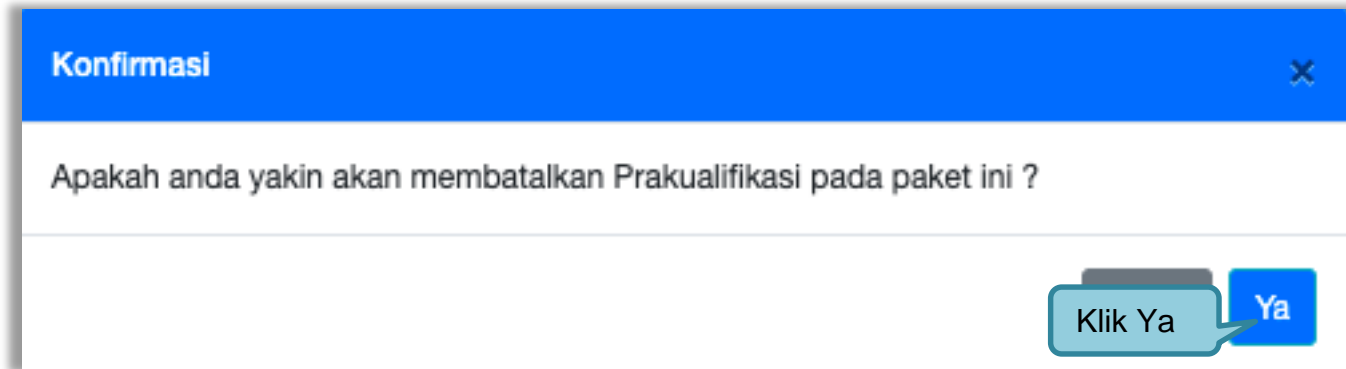 Konfirmasi
×
Apakah anda yakin akan membatalkan Prakualifikasi pada paket ini ?
Klik Ya
Ya